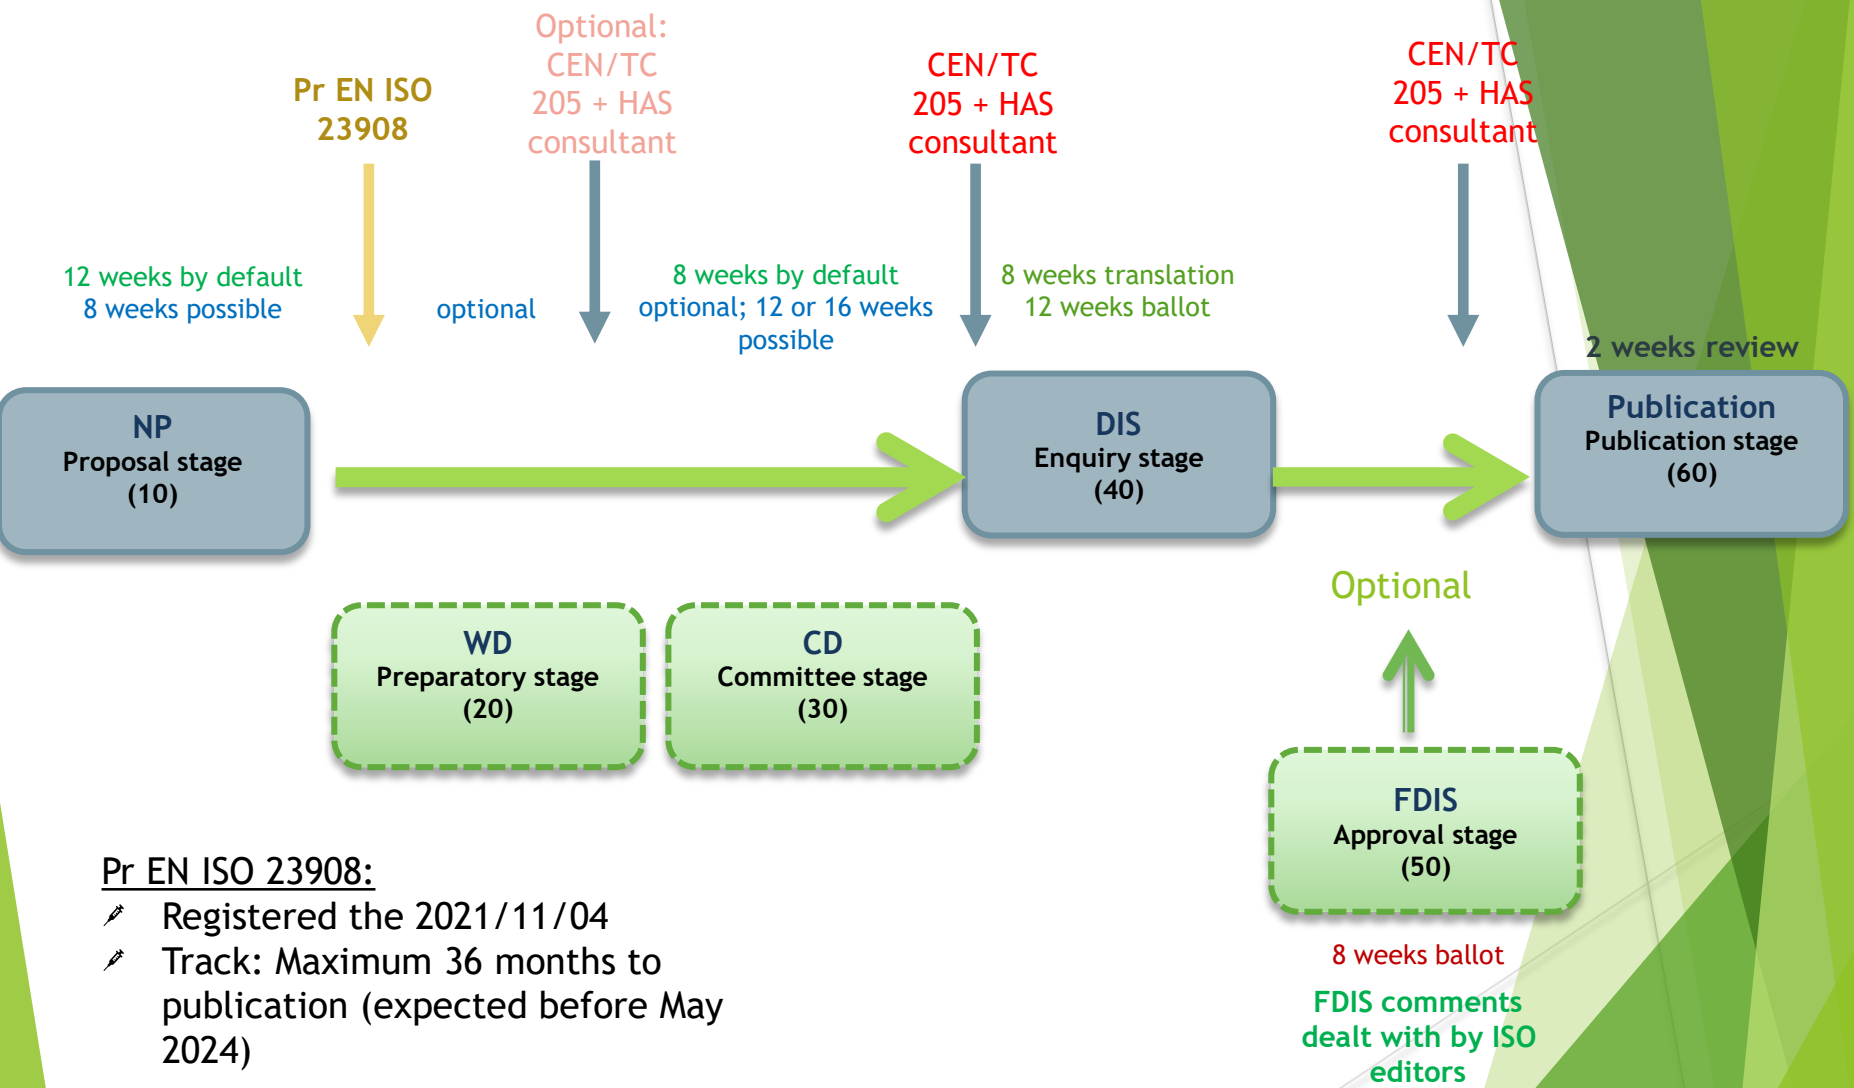 Pr EN ISO
23908
Optional:
CEN/TC
205 + HAS
consultant
CEN/TC
205 + HAS
consultant
CEN/TC
205 + HAS
consultant
12 weeks by default
8 weeks possible
optional
8 weeks by default
optional; 12 or 16 weeks
possible
8 weeks translation
12 weeks ballot
2 weeks review
NP
Proposal stage
(10)
DIS
Enquiry stage
(40)
Publication
Publication stage
(60)
WD
Preparatory stage
(20)
CD
Committee stage
(30)
Optional
FDIS
Approval stage
(50)
8 weeks ballot
FDIS comments
dealt with by ISO
editors
Pr EN ISO 23908:
Registered the 2021/11/04
Track: Maximum 36 months to
publication (expected before May
2024)